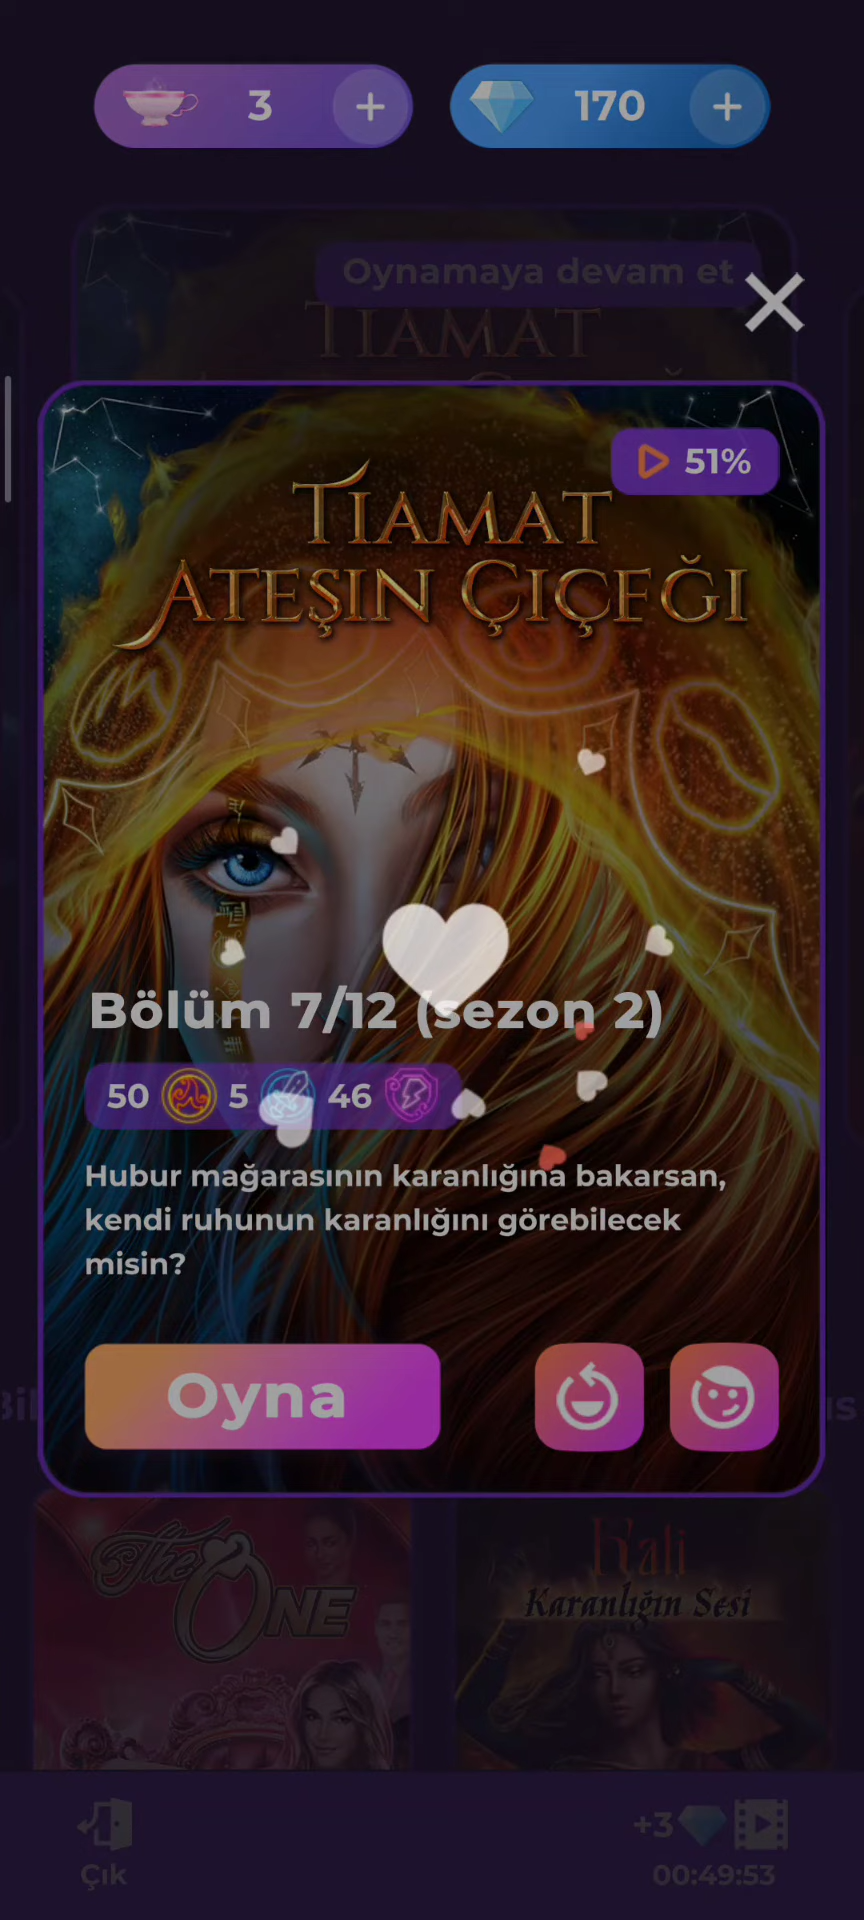 3 +
170 +
Oynamaya devam et
TIAMAT
51%
TIAMAT
ATEŞIN ÇIÇEĞI
Bölüm 7/12 (sezon 2)
50 5 46
Hubur mağarasının karanlığına bakarsan,
kendi ruhunun karanlığını görebilecek
misin?
Oyna
The ONE
Kali
Karanlığın Sesi
Çık
+3
00:49:53